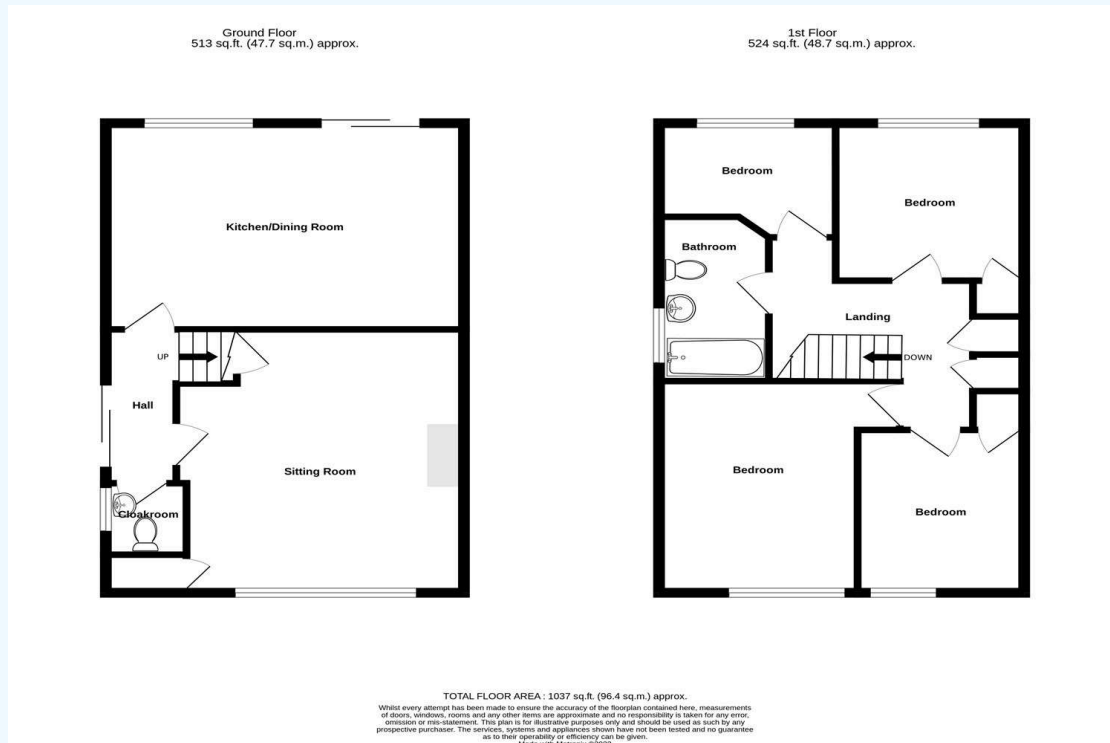 Ground Floor
513 sq.ft. (47.7 sq.m.) approx.
1st Floor
524 sq.ft. (48.7 sq.m.) approx.
Kitchen/Dining Room
UP
Hall
Sitting Room
Cloakroom
Bedroom
Bedroom
Bathroom
Landing
DOWN
Bedroom
Bedroom
TOTAL FLOOR AREA : 1037 sq.ft. (96.4 sq.m.) approx.
Whilst every attempt has been made to ensure the accuracy of the floorplan contained here, measurements
of doors, windows, rooms and any other items are approximate and no responsibility is taken for any error,
omission or mis-statement. This plan is for illustrative purposes only and should be used as such by any
prospective purchaser. The services, systems and appliances shown have not been tested and no guarantee
as to their operability or efficiency can be given.
Made with Metropix ©2023